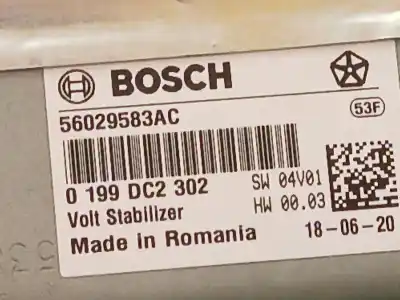 BOSCH
56029583AC
53F
0 199 DC2 302
SW 04V01
Volt Stabilizer
HW 00.03
Made in Romania
18-06-20